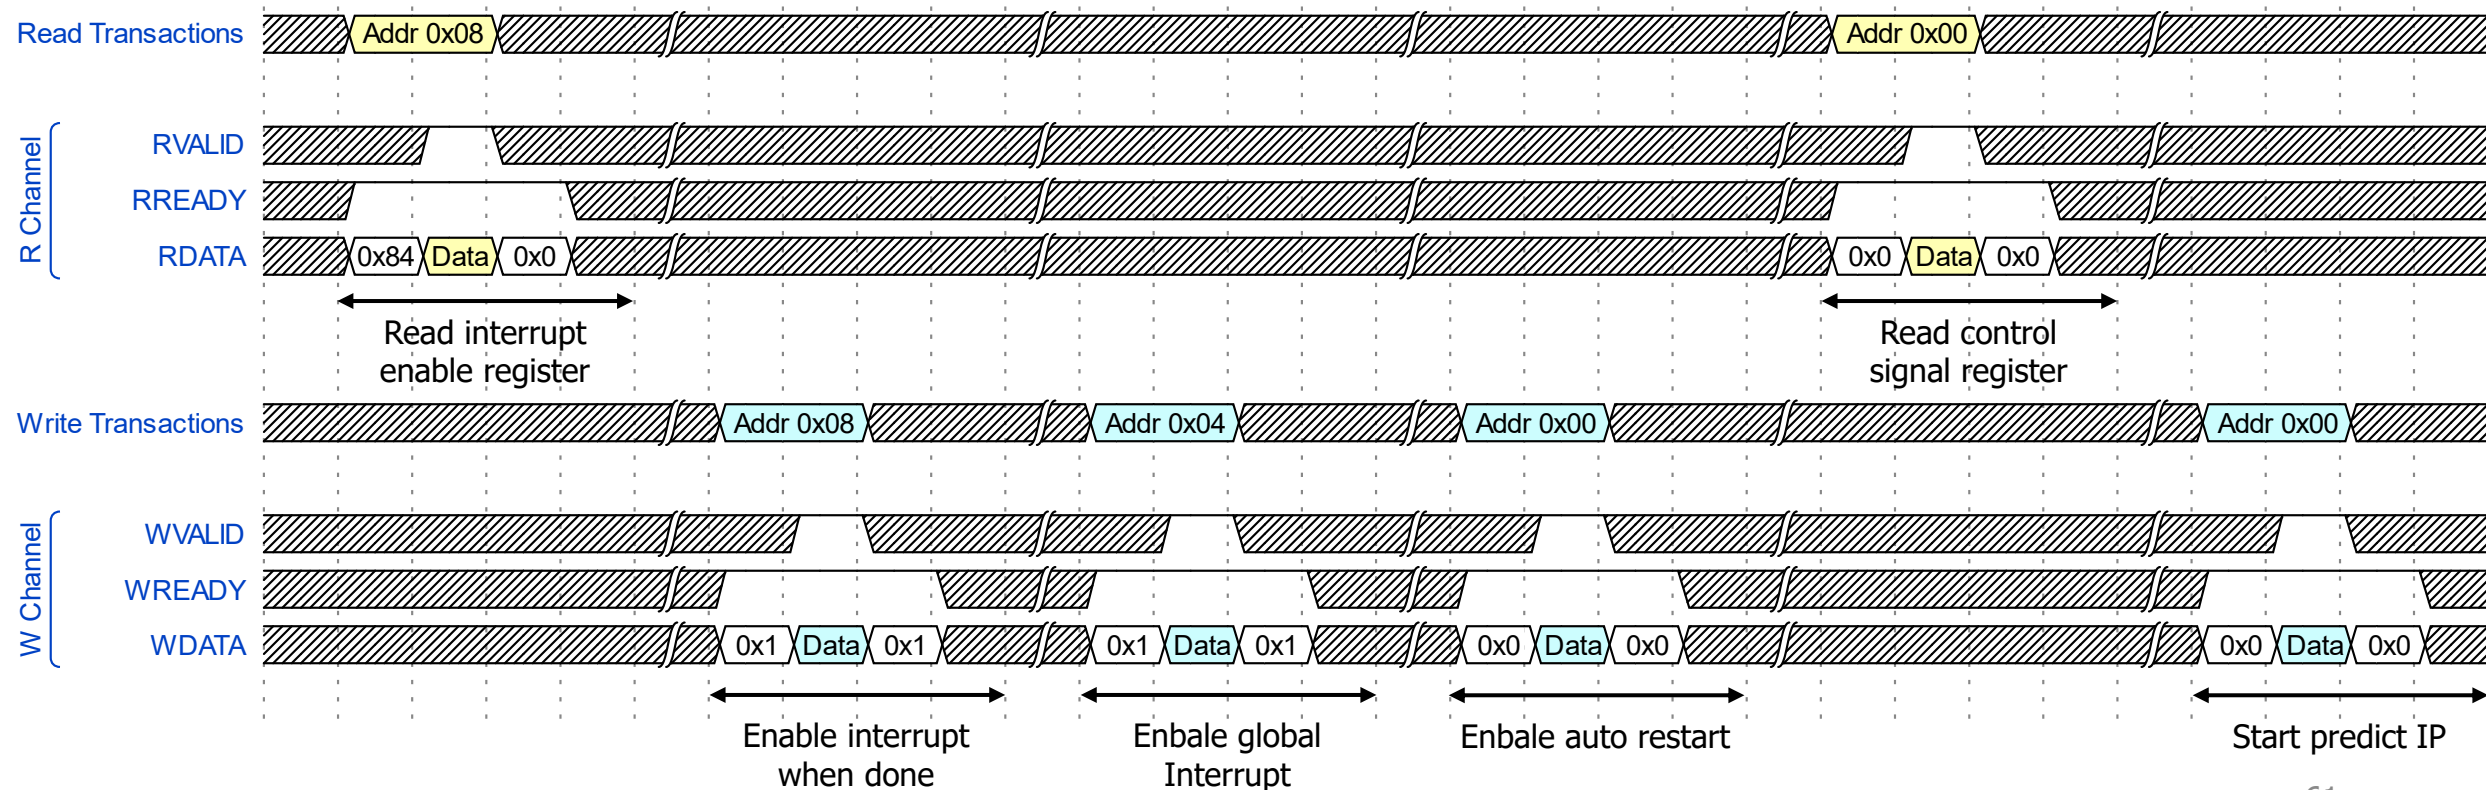 Read Transactions Addr 0x08 Addr 0x00
R Channel
RVALID
RREADY
RDATA 0x84 Data 0x0 0x0 Data 0x0
Read interrupt
enable register
Read control
signal register
Write Transactions Addr 0x08 Addr 0x04 Addr 0x00 Addr 0x00
W Channel
WVALID
WREADY
WDATA 0x1 Data 0x1 0x1 Data 0x1 0x0 Data 0x0 0x0 Data 0x0
Enable interrupt
when done
Enbale global
Interrupt
Enbale auto restart
Start predict IP